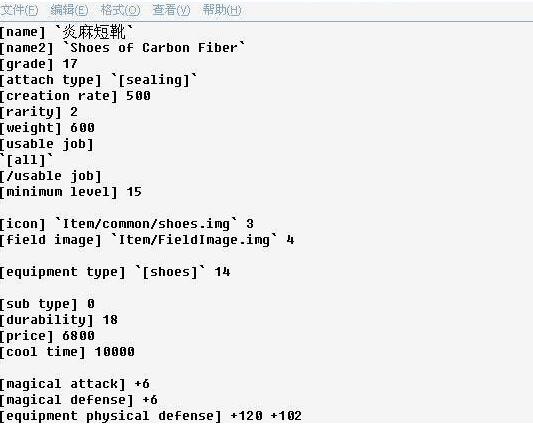 文件(F) 编辑(E) 格式(O) 查看(V) 帮助(H)
[name] `炎麻短靴`
[name2] `Shoes of Carbon Fiber`
[grade] 17
[attach type] `[sealing]`
[creation rate] 500
[rarity] 2
[weight] 600
[usable job]
`[all]`
[/usable job]
[minimum level] 15
[icon] `Item/common/shoes.img` 3
[field image] `Item/FieldImage.img` 4
[equipment type] `[shoes]` 14
[sub type] 0
[durability] 18
[price] 6800
[cool time] 10000
[magical attack] +6
[magical defense] +6
[equipment physical defense] +120 +102